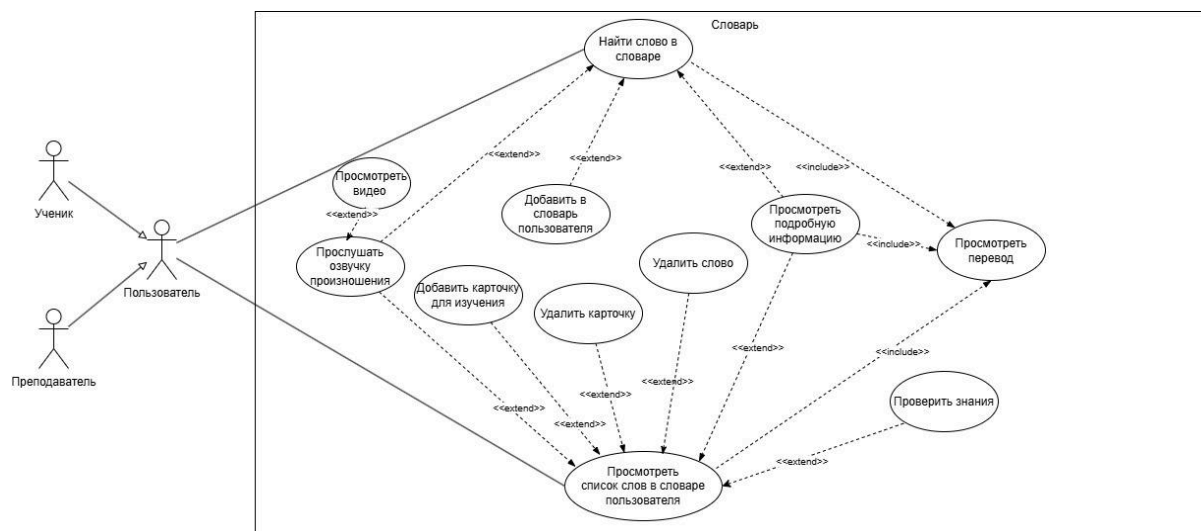 Словарь
Найти слово в
словаре
<<extend>>
<<extend>>
<<extend>>
<<include>>
Ученик
Просмотреть
видео
<<extend>>
Добавить в
словарь
пользователя
Просмотреть
подробную
информацию
<<include>>
Просмотреть
перевод
Прослушать
озвучку
произношения
Пользователь
Удалить слово
Добавить карточку
для изучения
Удалить карточку
Преподаватель
<<extend>>
<<include>>
<<extend>>
<<extend>>
<<extend>>
<<extend>>
Проверить знания
<<extend>>
Просмотреть
список слов в словаре
пользователя